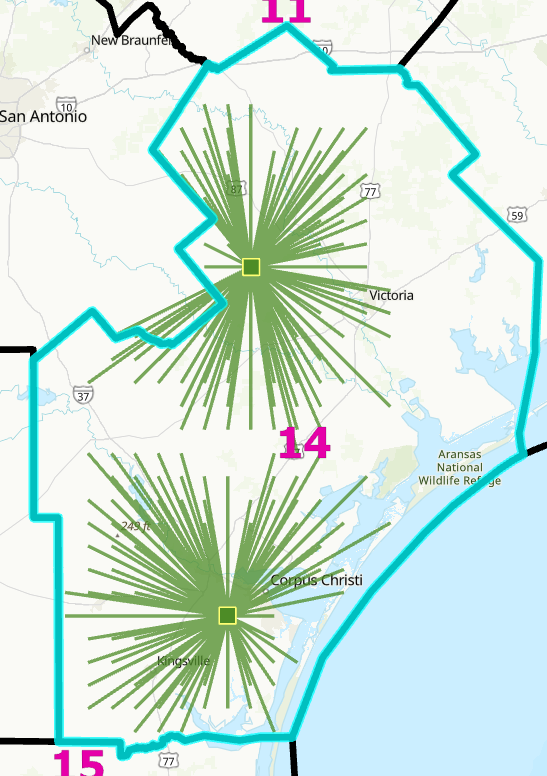 11
New Braunfel
10
10
San Antonio
87
77
59
Victoria
37
14
Aransas
National
Wildlife Refuge
249 ft
Corpus Christi
Kingsville
15
77